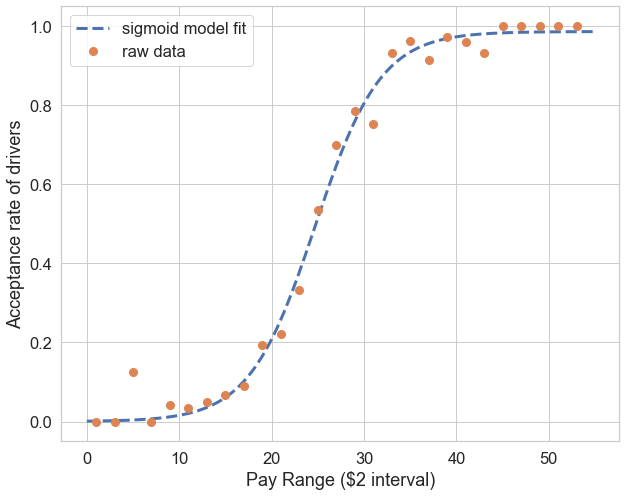 sigmoid model fit
raw data
1.0
0.8
0.6
0.4
0.2
0.0
Acceptance rate of drivers
0 10 20 30 40 50
Pay Range ($2 interval)